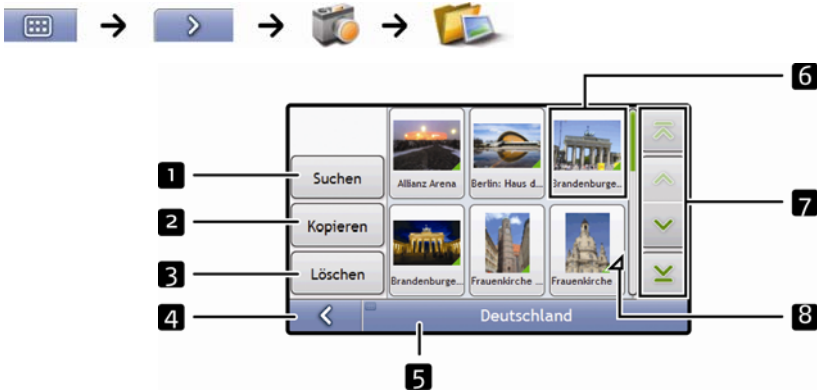 6
Allianz Arena
Berlin: Haus d...
Brandenburge...
1
Suchen
7
2
Kopieren
3
Löschen
Brandenburge...
Frauenkirche ...
Frauenkirche
4
Deutschland
8
5